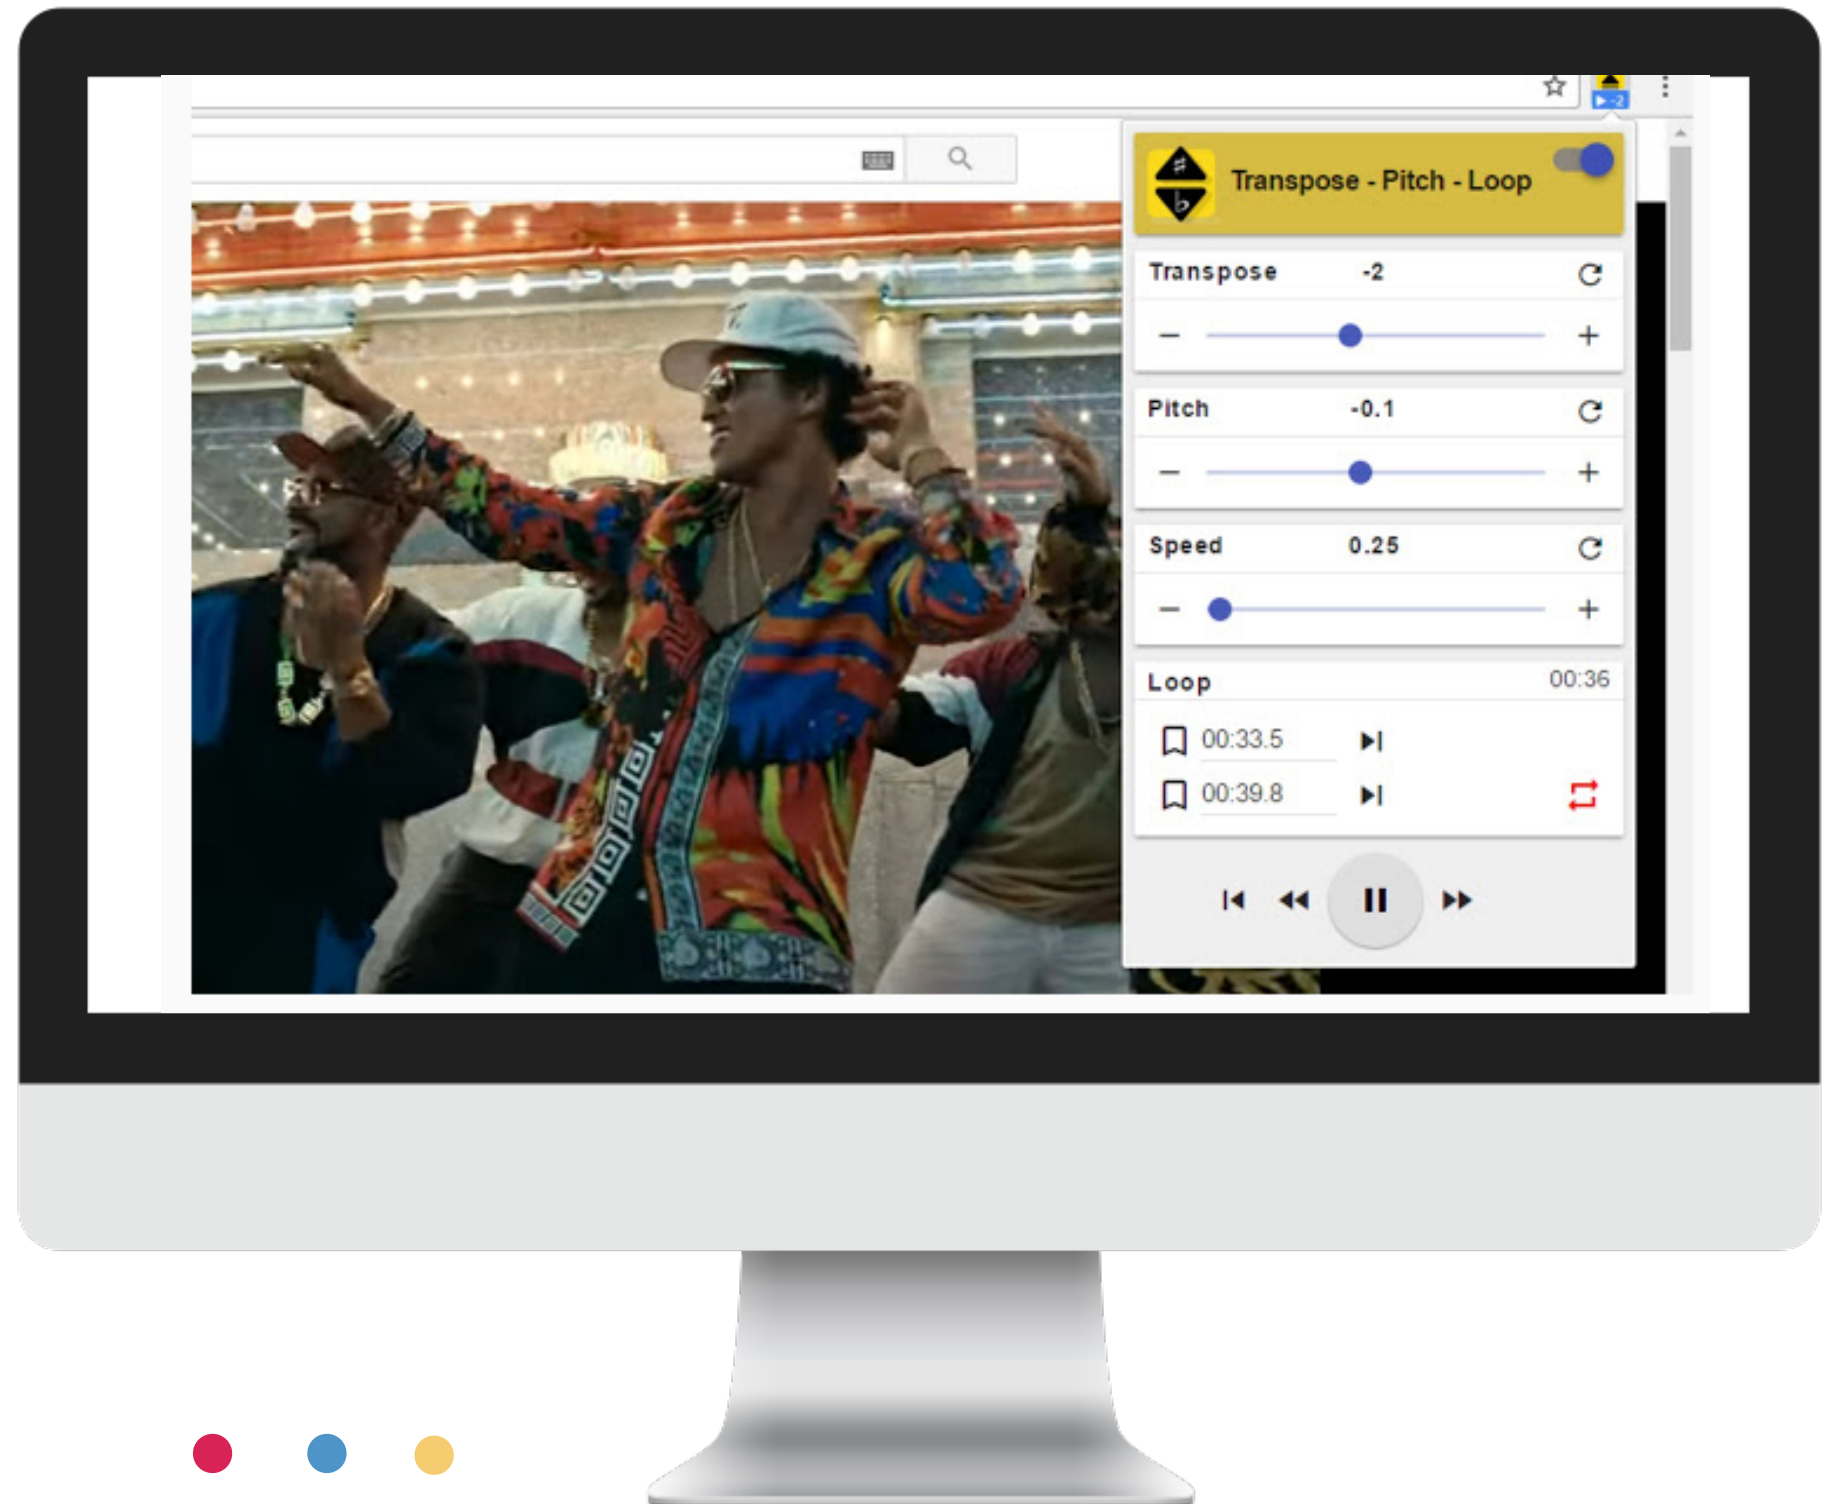 -2
Transpose - Pitch - Loop
Transpose -2
Pitch -0.1
Speed 0.25
Loop 00:36
00:33.5
00:39.8